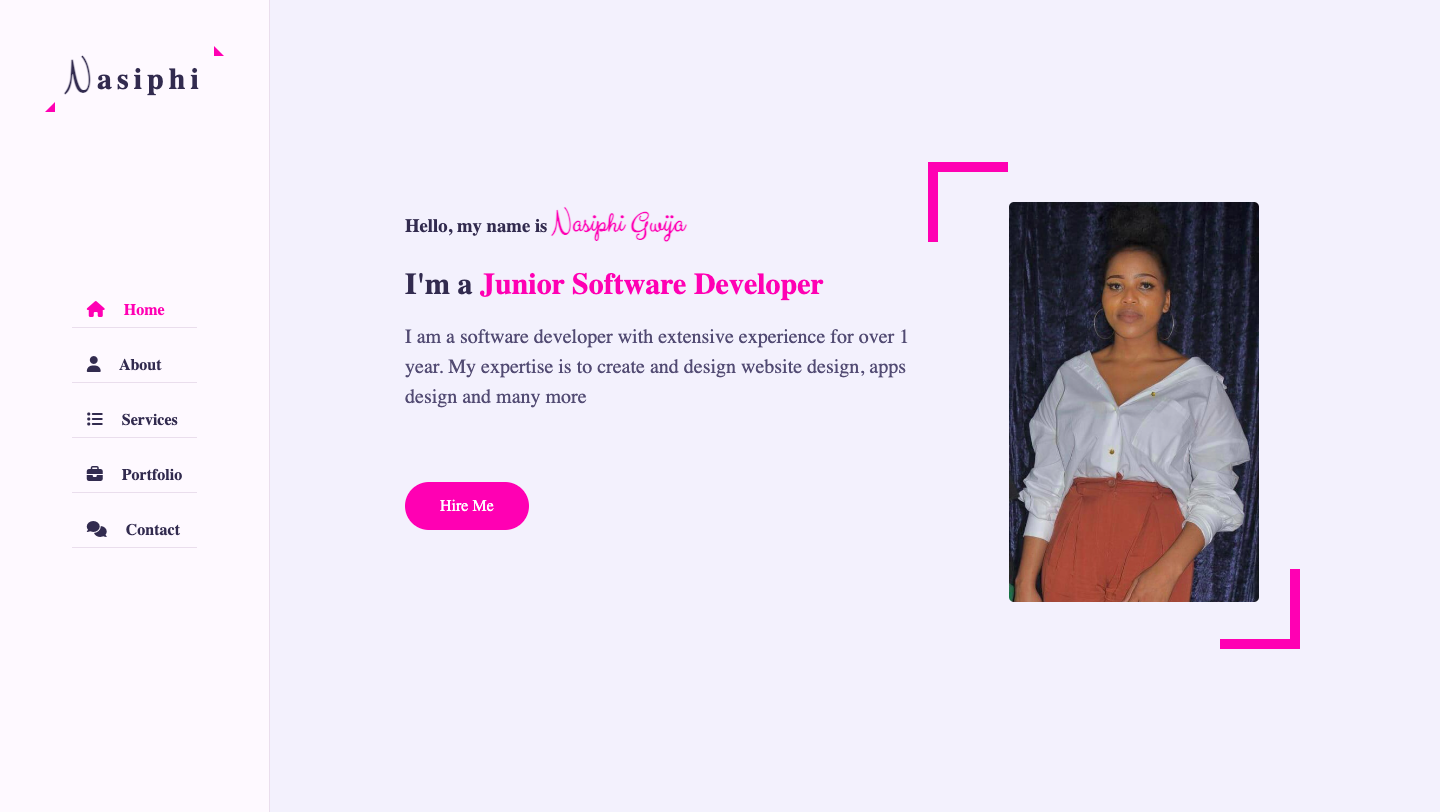 Nasiphi
Home
About
Services
Portfolio
Contact
Hello, my name is Nasiphi Gwija
I'm a Junior Software Developer
I am a software developer with extensive experience for over 1
year. My expertise is to create and design website design, apps
design and many more
Hire Me